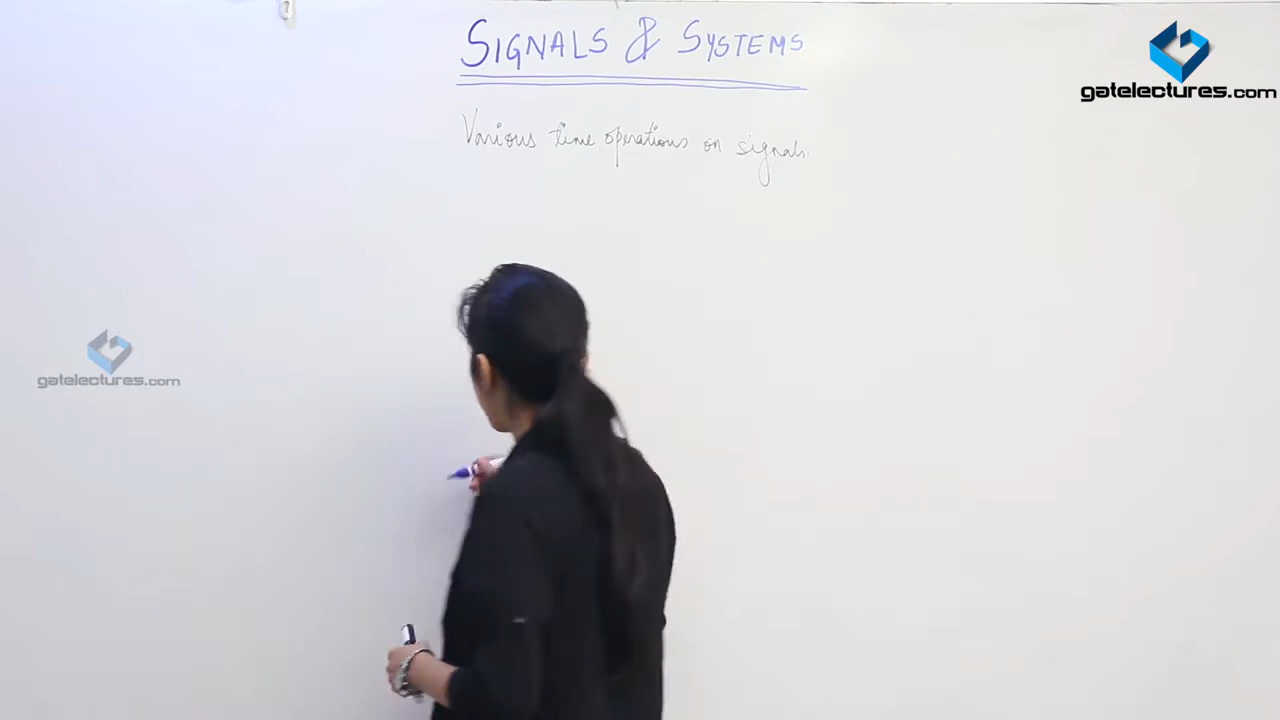 SIGNALS & SYSTEMS
gatelectures.com
Various time operations on signals.
gatelectures.com